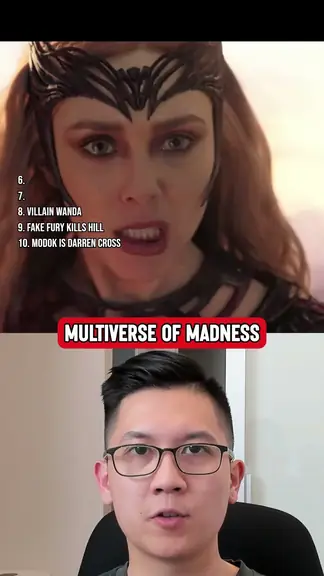 6.
7.
8. VILLAIN WANDA
9. FAKE FURY KILLS HILL
10. MODOK IS DARREN CROSS
MULTIVERSE OF MADNESS